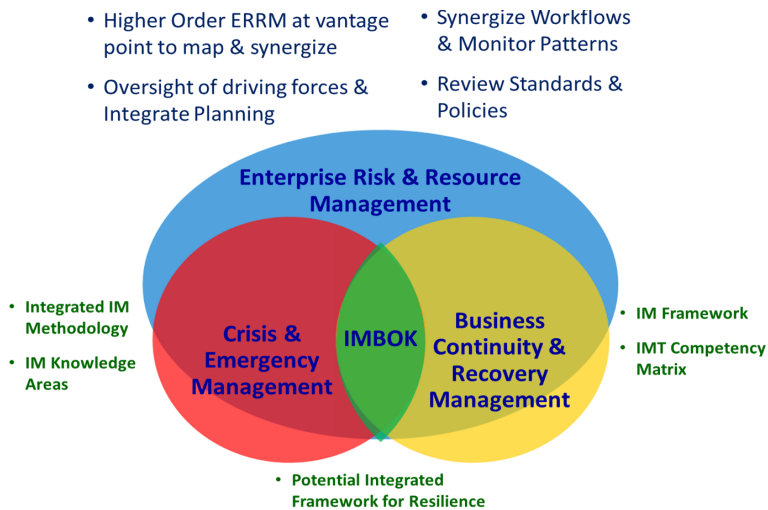 • Higher Order ERRM at vantage
point to map & synergize
• Oversight of driving forces &
Integrate Planning
• Synergize Workflows
& Monitor Patterns
• Review Standards &
Policies
Enterprise Risk & Resource
Management
• Integrated IM
Methodology
• IM Knowledge
Areas
Crisis &
Emergency
Management
IMBOK
Business
Continuity &
Recovery
Management
• IM Framework
• IMT Competency
Matrix
• Potential Integrated
Framework for Resilience